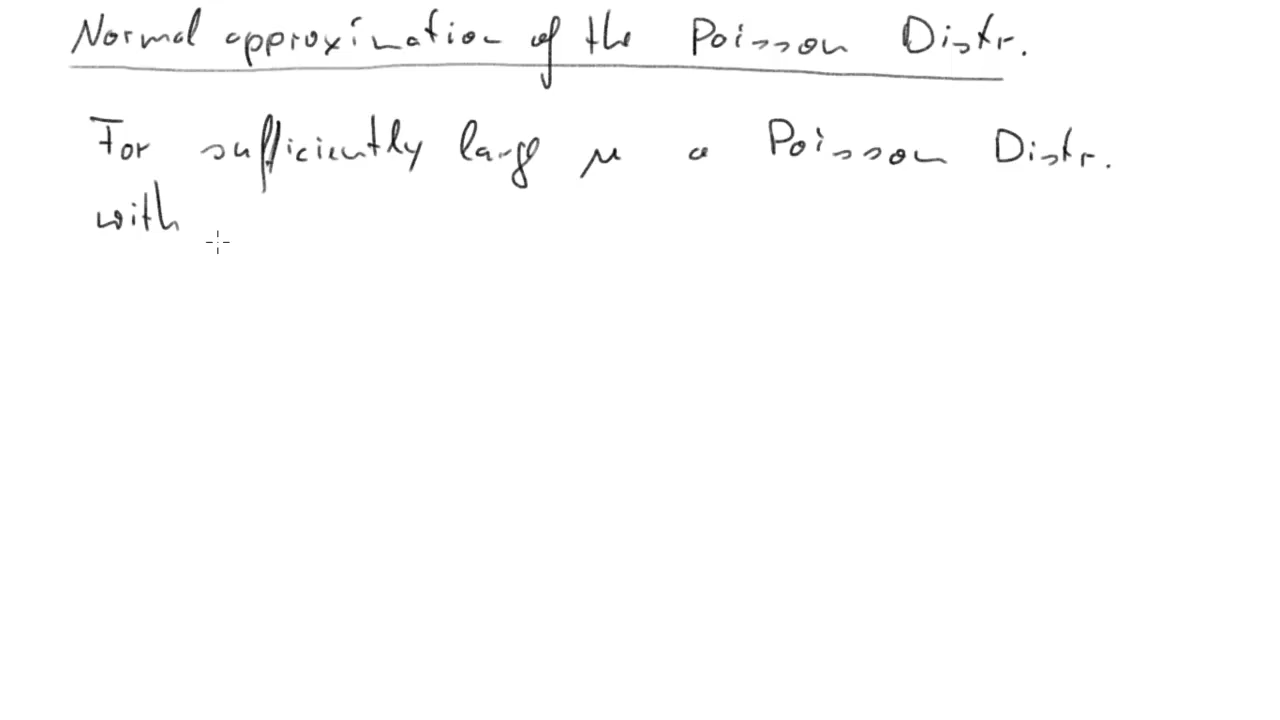 Normal approximation of the Poisson Distr.
For sufficiently large μ a Poisson Distr.
with